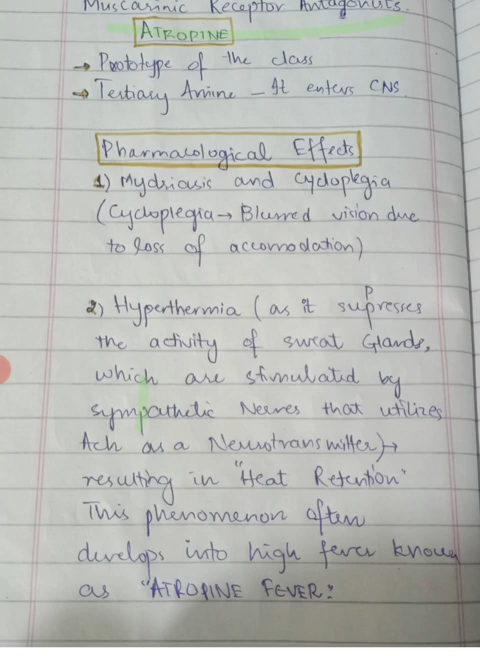 Muscarinic Receptor Antagonists.
ATROPINE
→ Prototype of the class
→ Tertiary Amine - It enters CNS
Pharmacological Effects
1) Mydriasis and Cycloplegia
(Cycloplegia → Blurred vision due
to loss of accomodation)
2) Hyperthermia (as it suppresses
the activity of sweat Glands,
which are stimulated by
sympathetic Nerves that utilizes
Ach as a Neurotransmitter) →
resulting in "Heat Retention"
This phenomenon often
develops into high fever known
as "ATROPINE FEVER."